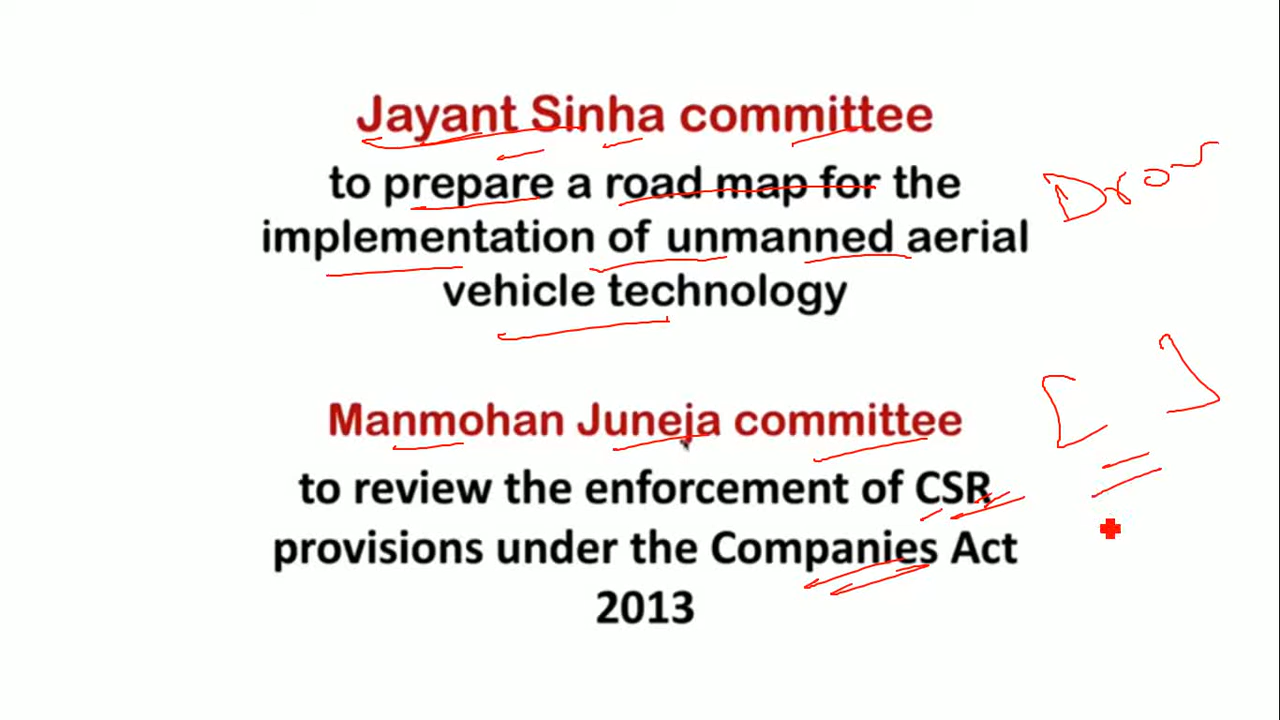 Jayant Sinha committee
to prepare a road map for the
implementation of unmanned aerial
vehicle technology
Manmohan Juneja committee
to review the enforcement of CSR
provisions under the Companies Act
2013